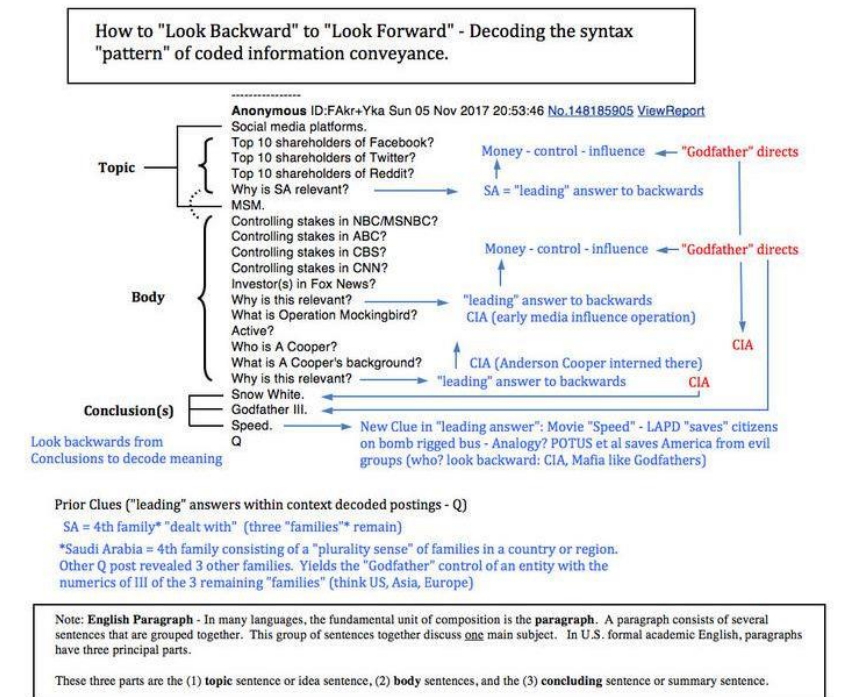 How to "Look Backward" to "Look Forward" - Decoding the syntax
"pattern" of coded information conveyance.
----------------
Anonymous ID:FAkr+Yka Sun 05 Nov 2017 20:53:46 No.148185905 ViewReport
Social media platforms.
Top 10 shareholders of Facebook?
Top 10 shareholders of Twitter?
Top 10 shareholders of Reddit?
Why is SA relevant?
MSM.
Topic
Money - control - influence
"Godfather" directs
SA = "leading" answer to backwards
Controlling stakes in NBC/MSNBC?
Controlling stakes in ABC?
Controlling stakes in CBS?
Controlling stakes in CNN?
Investor(s) in Fox News?
Why is this relevant?
What is Operation Mockingbird?
Active?
Who is A Cooper?
What is A Cooper's background?
Why is this relevant?
Body
Money - control - influence
"Godfather" directs
"leading" answer to backwards
CIA (early media influence operation)
CIA
CIA (Anderson Cooper interned there)
"leading" answer to backwards
CIA
Snow White.
Godfather III.
Speed.
Q
Conclusion(s)
Look backwards from
Conclusions to decode meaning
New Clue in "leading answer": Movie "Speed" - LAPD "saves" citizens
on bomb rigged bus - Analogy? POTUS et al saves America from evil
groups (who? look backward: CIA, Mafia like Godfathers)
Prior Clues ("leading" answers within context decoded postings - Q)
SA = 4th family* "dealt with" (three "families"* remain)
*Saudi Arabia = 4th family consisting of a "plurality sense" of families in a country or region.
Other Q post revealed 3 other families. Yields the "Godfather" control of an entity with the
numerics of III of the 3 remaining "families" (think US, Asia, Europe)
Note: English Paragraph - In many languages, the fundamental unit of composition is the paragraph. A paragraph consists of several
sentences that are grouped together. This group of sentences together discuss one main subject. In U.S. formal academic English, paragraphs
have three principal parts.
These three parts are the (1) topic sentence or idea sentence, (2) body sentences, and the (3) concluding sentence or summary sentence.